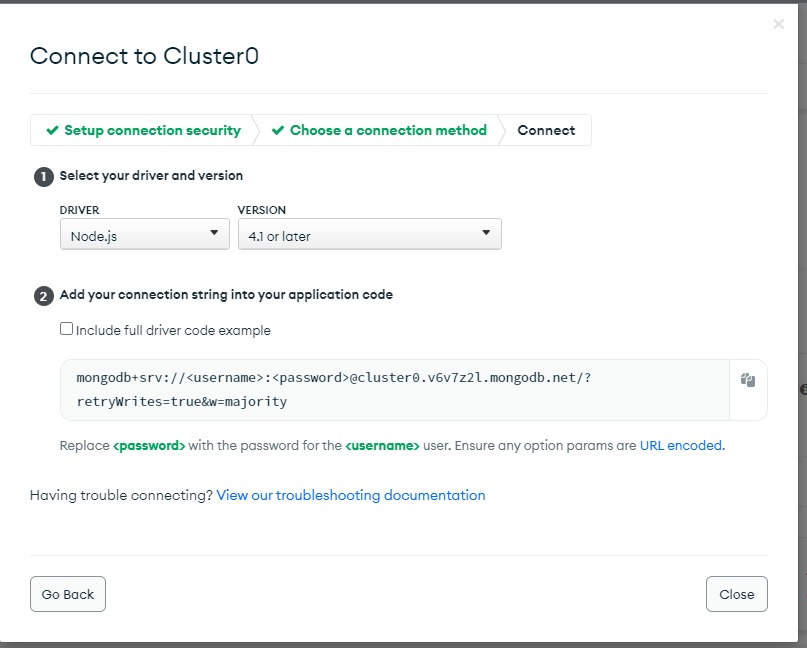 Connect to Cluster0
Setup connection security
Choose a connection method
Connect
1 Select your driver and version
DRIVER
VERSION
Node.js
4.1 or later
2 Add your connection string into your application code
Include full driver code example
mongodb+srv://<username>:<password>@cluster0.v6v7z2l.mongodb.net/?
retryWrites=true&w=majority
Replace <password> with the password for the <username> user. Ensure any option params are URL encoded.
Having trouble connecting? View our troubleshooting documentation
Go Back
Close